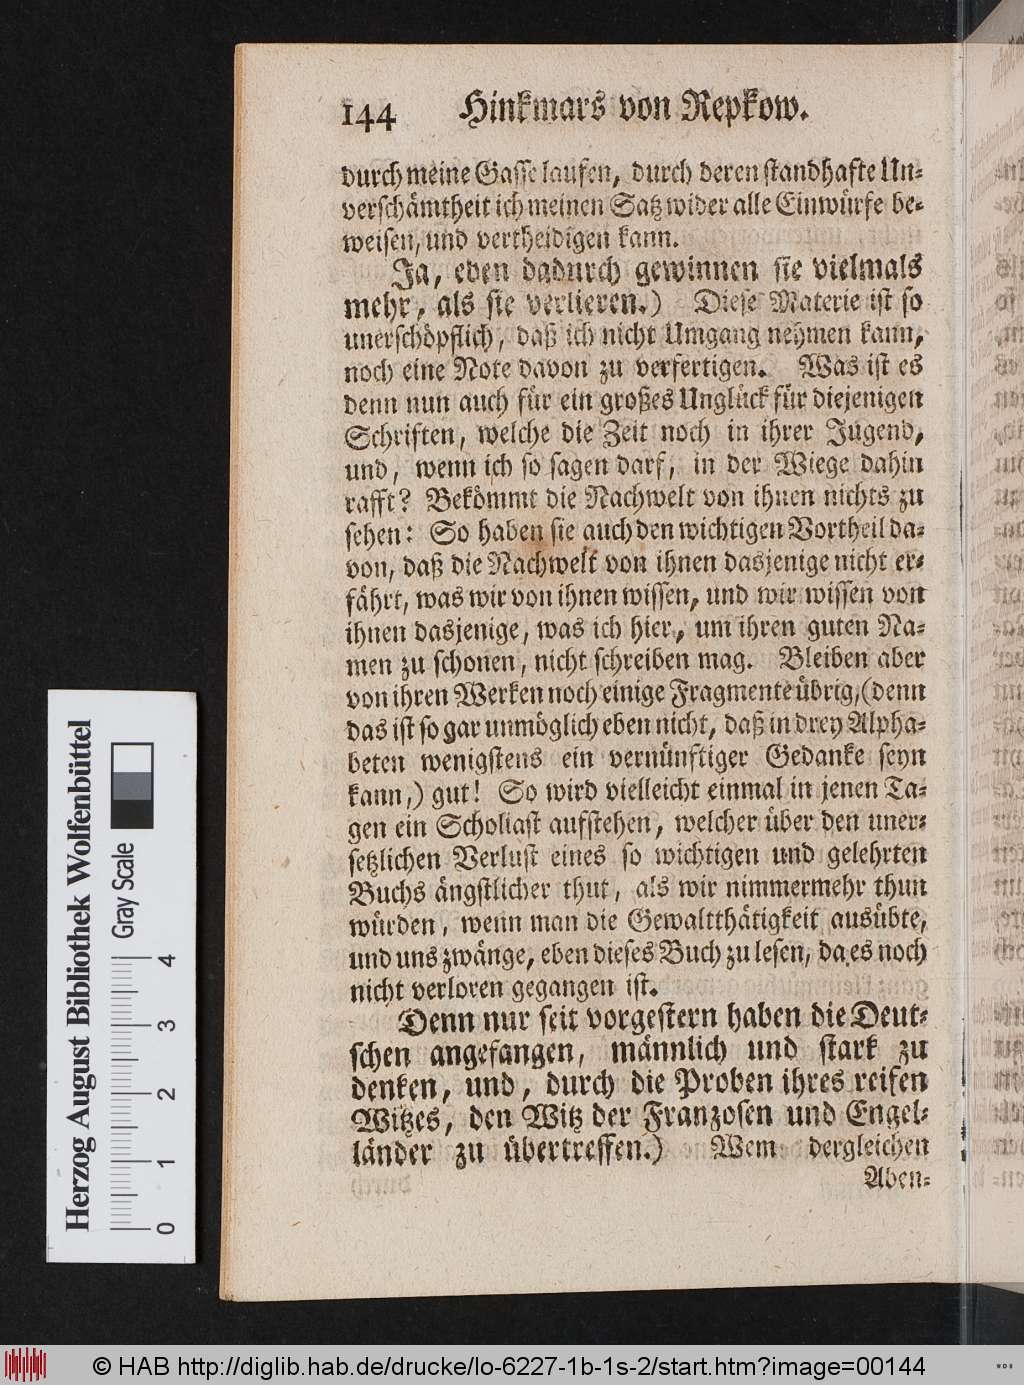 144 Hinkmars von Repkow.
durch meine Gasse laufen, durch deren standhafte Un-
verschämtheit ich meinen Satz wider alle Einwürfe be-
weisen, und vertheidigen kann.
Ja, eben dadurch gewinnen sie vielmals
mehr, als sie verlieren.) Diese Materie ist so
unerschöpflich, daß ich nicht Umgang nehmen kann,
noch eine Note davon zu verfertigen. Was ist es
denn nun auch für ein großes Unglück für diejenigen
Schriften, welche die Zeit noch in ihrer Jugend,
und, wenn ich so sagen darf, in der Wiege dahin
rafft? Bekömmt die Nachwelt von ihnen nichts zu
sehen: So haben sie auch den wichtigen Vortheil da-
von, daß die Nachwelt von ihnen dasjenige nicht er-
fährt, was wir von ihnen wissen, und wir wissen von
ihnen dasjenige, was ich hier, um ihren guten Na-
men zu schonen, nicht schreiben mag. Bleiben aber
von ihren Werken noch einige Fragmente übrig, (denn
das ist so gar unmöglich eben nicht, daß in drey Alpha-
beten wenigstens ein vernünftiger Gedanke seyn
kann,) gut! So wird vielleicht einmal in jenen Ta-
gen ein Scholiast aufstehen, welcher über den uner-
setzlichen Verlust eines so wichtigen und gelehrten
Buchs ängstlicher thut, als wir nimmermehr thun
würden, wenn man die Gewaltthätigkeit ausübte,
und uns zwänge, eben dieses Buch zu lesen, da es noch
nicht verloren gegangen ist.
Denn nur seit vorgestern haben die Deut-
schen angefangen, männlich und stark zu
denken, und, durch die Proben ihres reifen
Witzes, den Witz der Franzosen und Engel-
länder zu übertreffen.) Wem dergleichen
Aben-
Herzog August Bibliothek Wolfenbüttel
Gray Scale
0 1 2 3 4
© HAB http://diglib.hab.de/drucke/lo-6227-1b-1s-2/start.htm?image=00144